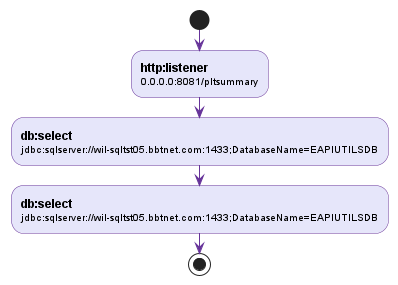 http:listener
0.0.0.0:8081/pltsummary
db:select
jdbc:sqlserver://wil-sqltst05.bbtnet.com:1433;DatabaseName=EAPIUTILSDB
db:select
jdbc:sqlserver://wil-sqltst05.bbtnet.com:1433;DatabaseName=EAPIUTILSDB